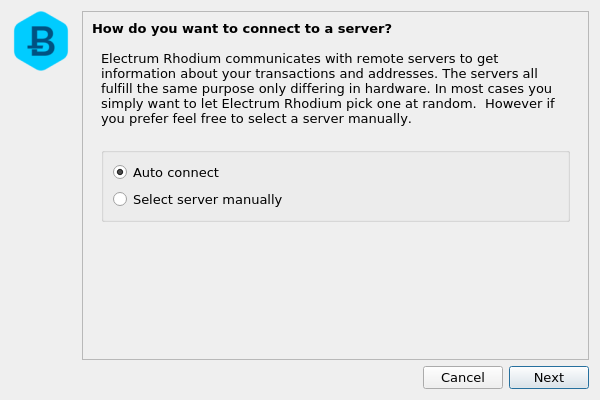 How do you want to connect to a server?
Electrum Rhodium communicates with remote servers to get
information about your transactions and addresses. The servers all
fulfill the same purpose only differing in hardware. In most cases you
simply want to let Electrum Rhodium pick one at random.  However if
you prefer feel free to select a server manually.
Auto connect
Select server manually
Cancel
Next